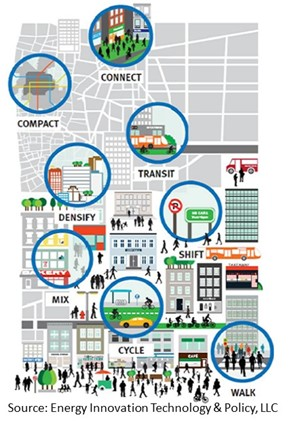 CONNECT
COMPACT
TRANSIT
DENSIFY
SHIFT
MIX
CYCLE
WALK
Source: Energy Innovation Technology & Policy, LLC